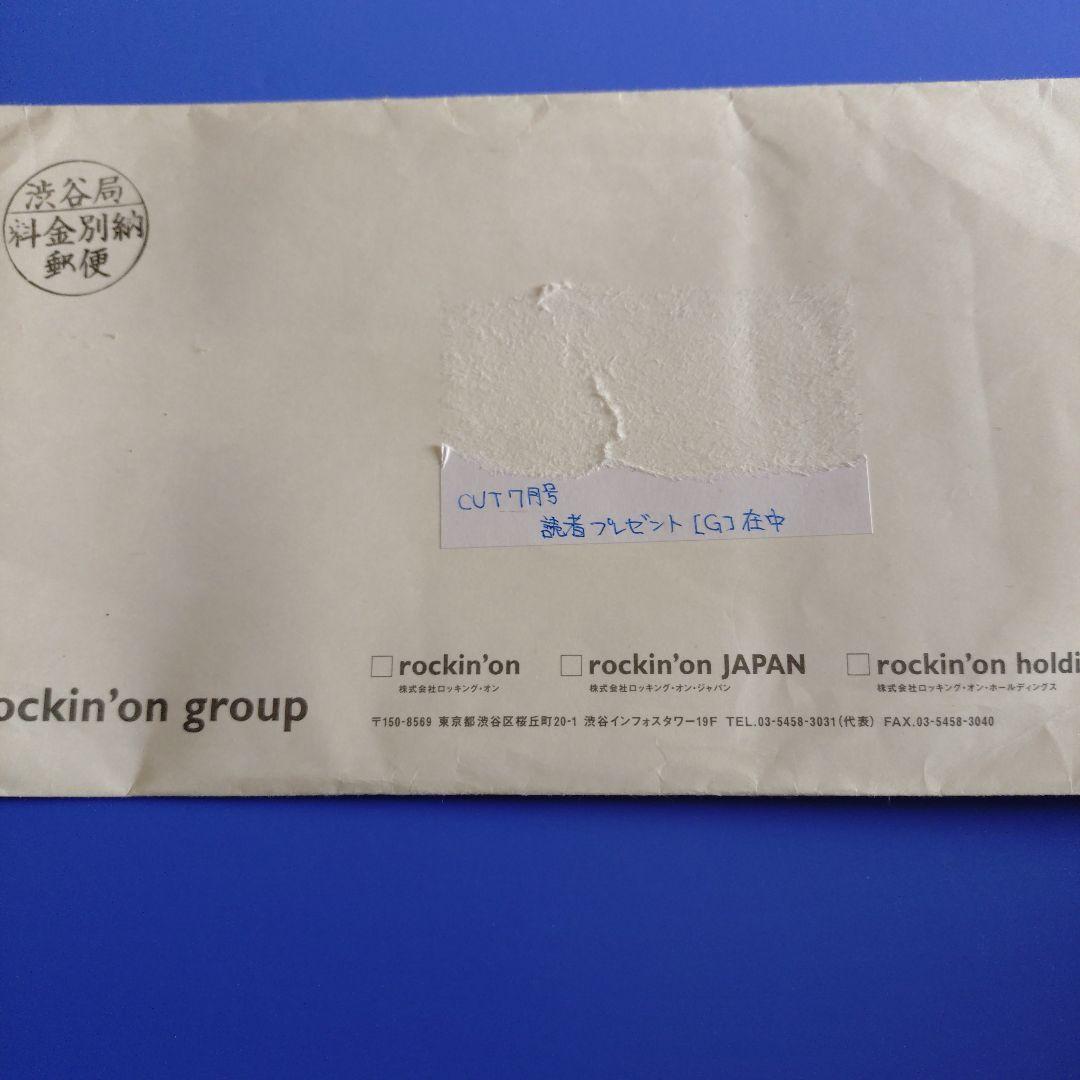 渋谷局
料金別納
郵便
CUT7月号
読者プレゼント[G]在中
ockin'on group
rockin'on
株式会社ロッキング・オン
rockin'on JAPAN
株式会社ロッキング・オン・ジャパン
rockin'on holdi
株式会社ロッキング・オン・ホールディングス
〒150-8569 東京都渋谷区桜丘町20-1 渋谷インフォスタワー19F TEL.03-5458-3031(代表) FAX.03-5458-3040